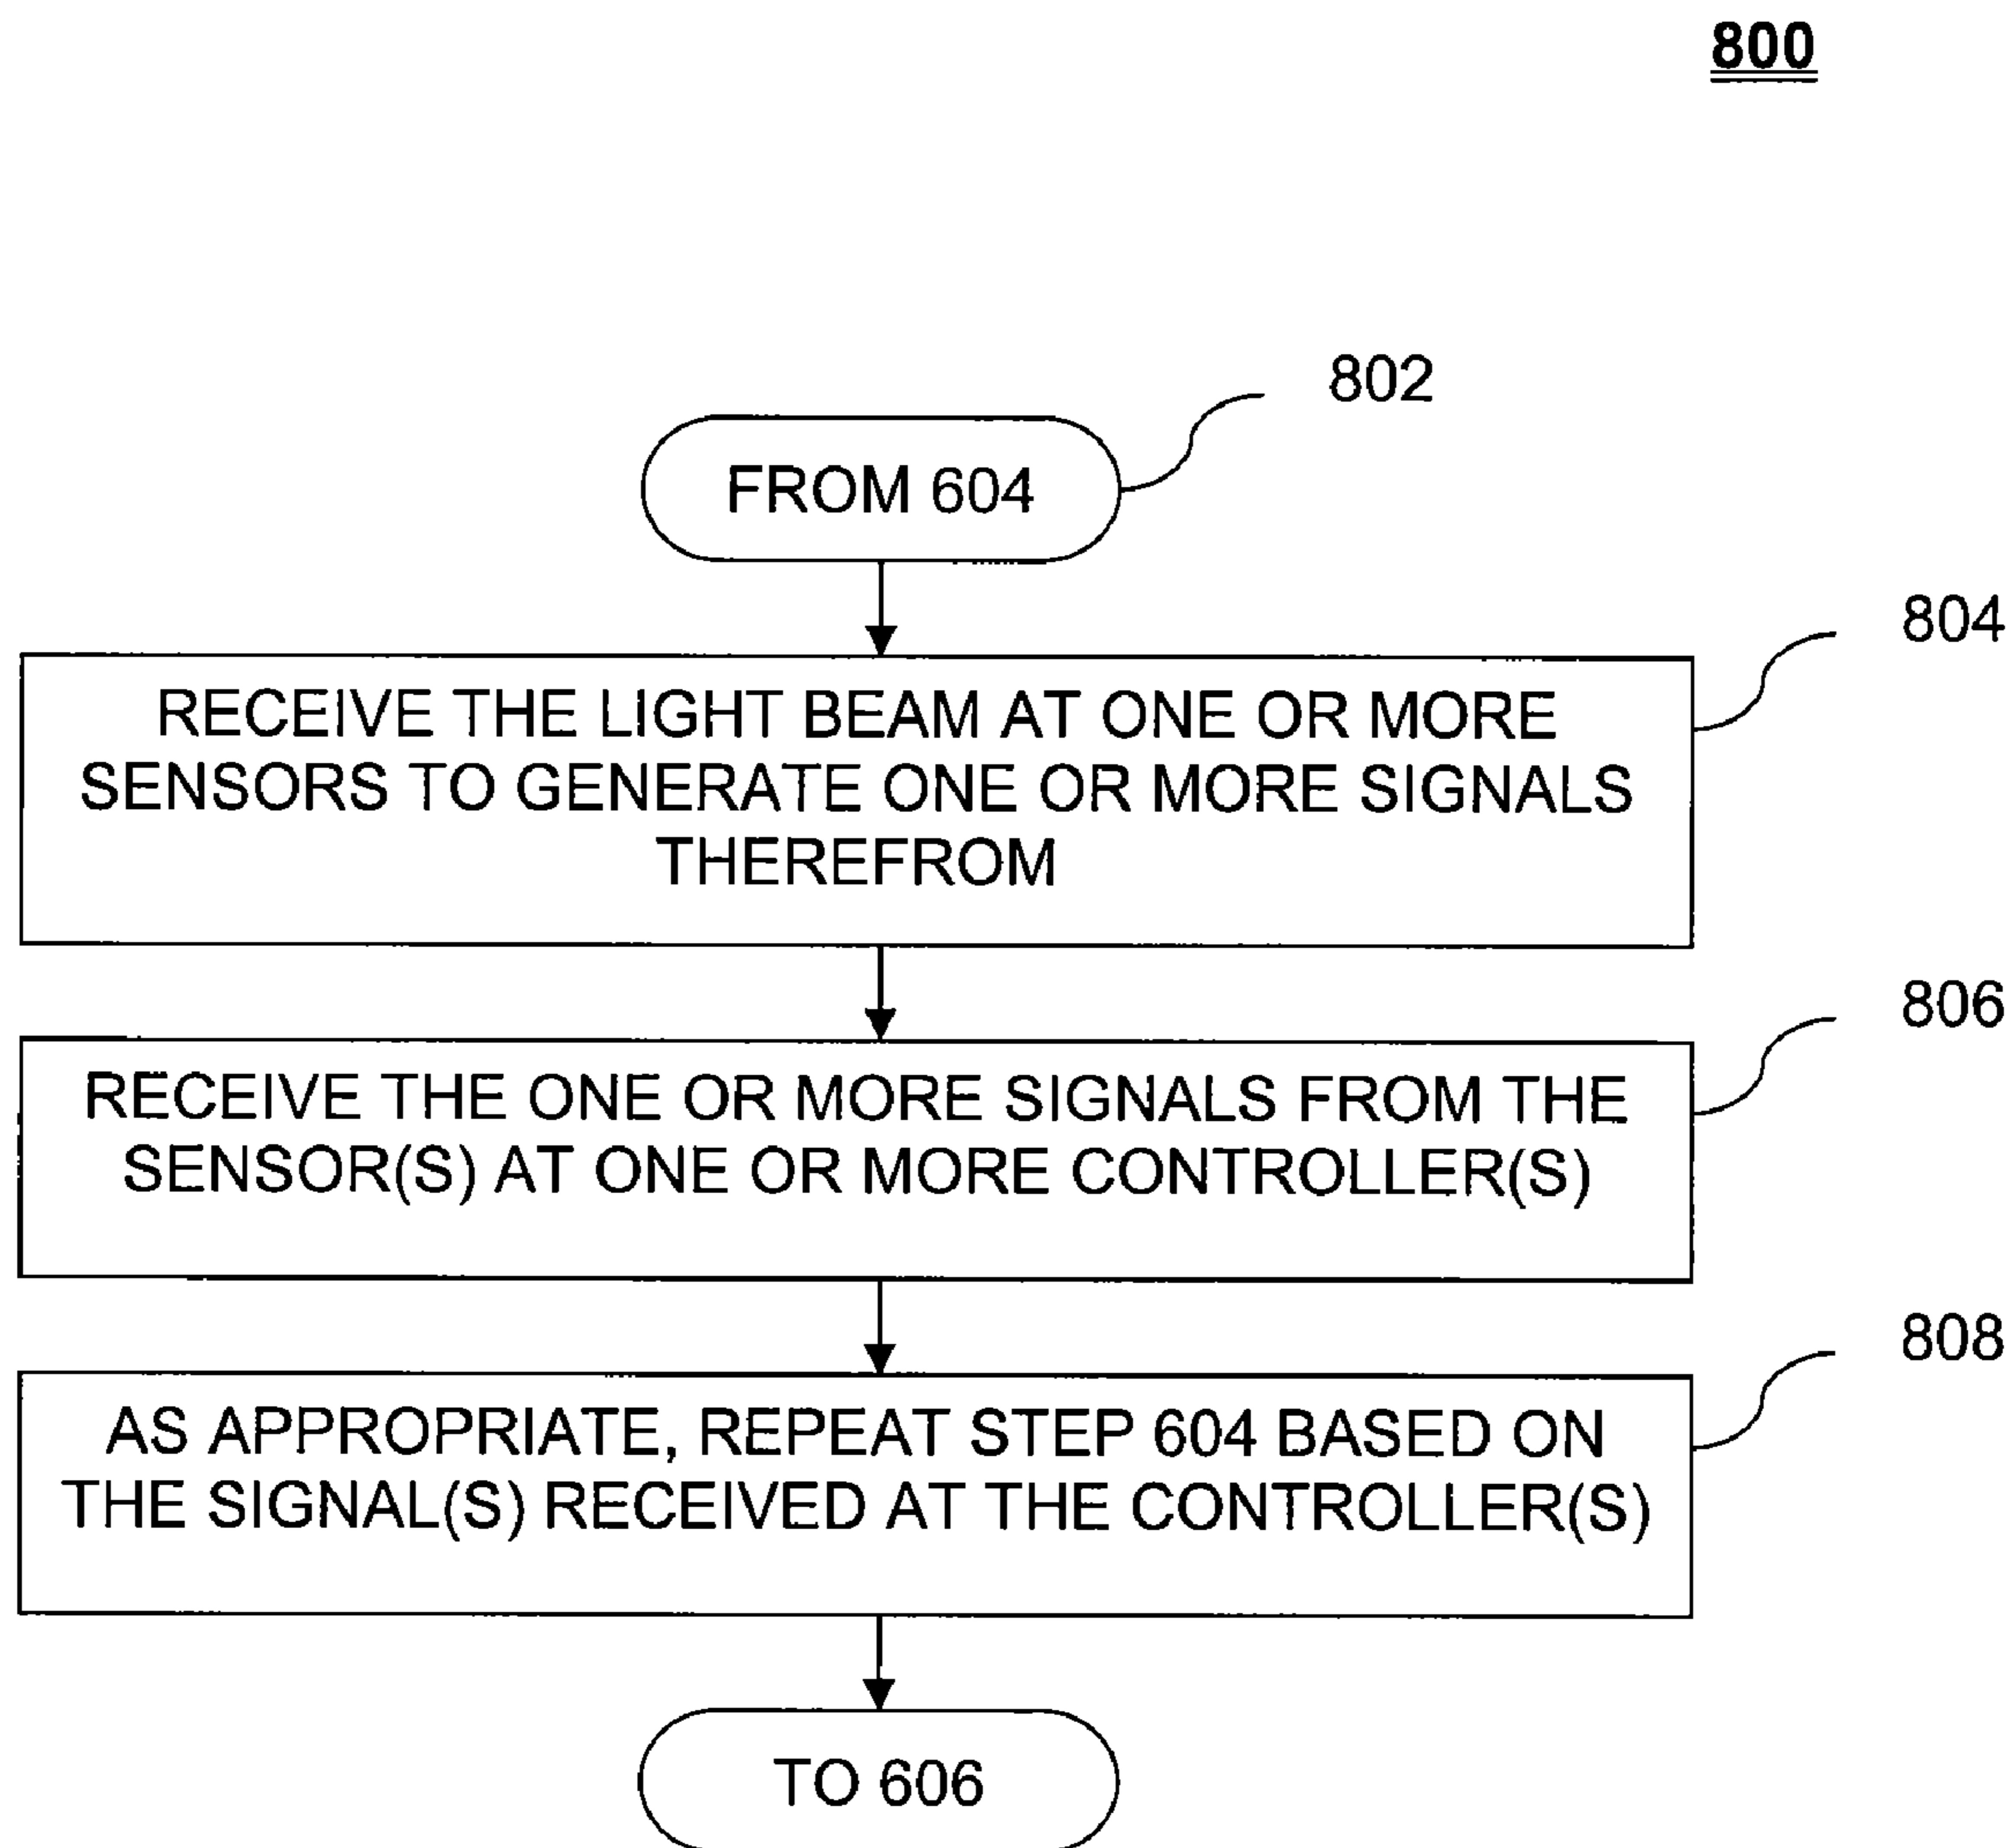 800
802
FROM 604
804
RECEIVE THE LIGHT BEAM AT ONE OR MORE
SENSORS TO GENERATE ONE OR MORE SIGNALS
THEREFROM
806
RECEIVE THE ONE OR MORE SIGNALS FROM THE
SENSOR(S) AT ONE OR MORE CONTROLLER(S)
808
AS APPROPRIATE, REPEAT STEP 604 BASED ON
THE SIGNAL(S) RECEIVED AT THE CONTROLLER(S)
TO 606